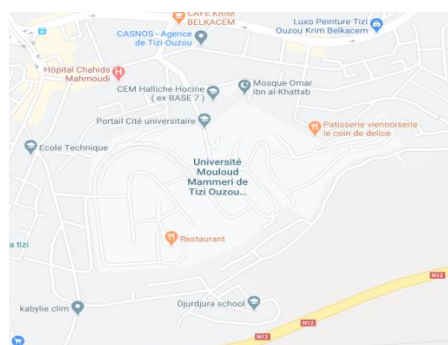 CAFÉ KRIM
BELKACEM
CASNOS - Agence
de Tizi-Ouzou
Luxo Peinture Tizi
Ouzou Krim Belkacem
Hôpital Chahids
Mahmoudi
H
CEM Halliche Hocine
( ex BASE 7 )
Mosque Omar
ibn al-Khattab
Portail Cité universitaire
Patisserie viennoiserie
le coin de delice
Ecole Technique
Université
Mouloud
Mammeri de
Tizi Ouzou...
Restaurant
a tizi
N12
Djurdjura school
kabylie clim
N12
N12